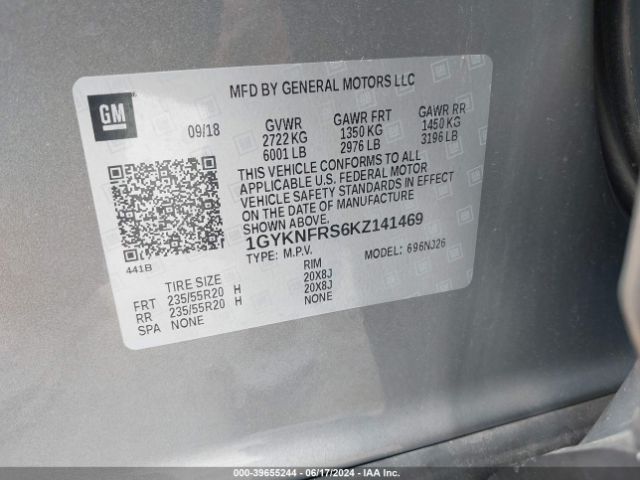 GM
MFD BY GENERAL MOTORS LLC
09/18
GVWR GAWR FRT GAWR RR
2722 KG 1350 KG 1450 KG
6001 LB 2976 LB 3196 LB
THIS VEHICLE CONFORMS TO ALL
APPLICABLE U.S. FEDERAL MOTOR
VEHICLE SAFETY STANDARDS IN EFFECT
ON THE DATE OF MANUFACTURE
SHOWN ABOVE.
1GYKNFRS6KZ141469
TYPE: M.P.V. MODEL: 696NJ26
441B
TIRE SIZE RIM
FRT 235/55R20 H 20X8J
RR 235/55R20 H 20X8J
SPA NONE NONE
000-39655244 | 06/17/2024 - IAA Inc.